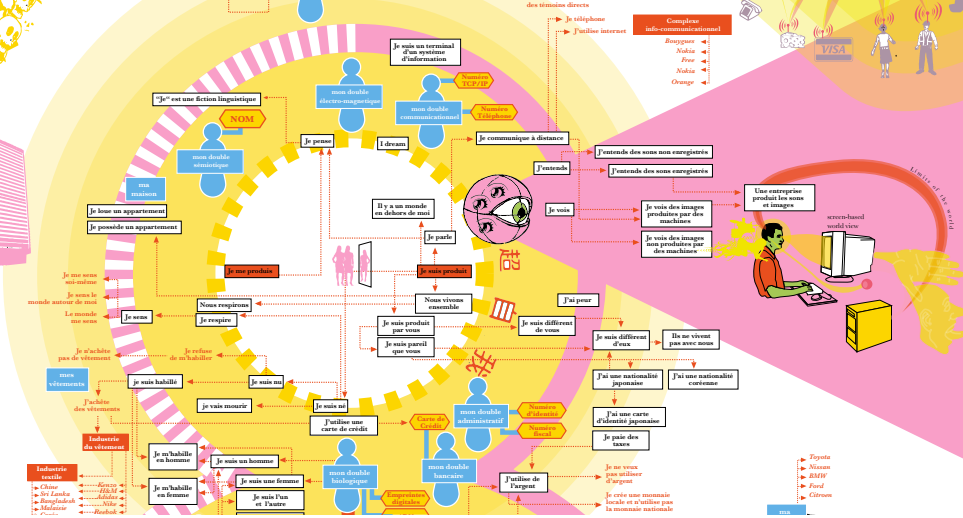 des témoins directs
Je téléphone
J'utilise internet
Complexe
info-communicationnel
Bouygues
Nokia
Free
Nokia
Orange
VISA
Je suis un terminal
d'un système
d'information
mon double
électro-magnetique
Numéro
TCP/IP
mon double
communicationnel
Numéro
Téléphone
"Je" est une fiction linguistique
NOM
mon double
sémiotique
Je pense
I dream
Je communique à distance
J'entends
J'entends des sons non enregistrés
J'entends des sons enregistrés
Une entreprise
produit les sons
et images
Limits of the world
ma
maison
Je loue un appartement
Je possède un appartement
Il y a un monde
en dehors de moi
Je vois
Je vois des images
produites par des
machines
Je vois des images
non produites par
des machines
screen-based
world view
Je parle
起
Je me produis
Je suis produit
Je me sens
soi-même
Je sens le
monde autour de moi
Le monde
me sens
Je sens
Nous respirons
Je respire
Nous vivons
ensemble
J'ai peur
Je suis produit
par vous
Je suis différent
de vous
Je suis pareil
que vous
Je suis différent
d'eux
Ils ne vivent
pas avec nous
Je n'achète
pas de vêtement
Je refuse
de m'habiller
我
mes
vêtements
je suis habillé
Je suis nu
J'ai une nationalité
japonaise
J'ai une nationalité
coréenne
J'achète
des vêtements
je vais mourir
Je suis né
J'utilise une
carte de crédit
Carte de
Crédit
mon double
administratif
Numéro
d'identité
Numéro
fiscal
J'ai une carte
d'identité japonaise
Je paie des
taxes
Industrie
du vêtement
Je m'habille
en homme
Je suis un homme
Industrie
textile
Chine
Sri Lanka
Bangladesh
Malaisie
Kenzo
H&M
Adidas
Nike
Reebok
Je m'habille
en femme
Je suis une femme
Je suis l'un
et l'autre
mon double
biologique
mon double
bancaire
Empreintes
digitales
J'utilise de
l'argent
Je ne veux
pas utiliser
d'argent
Je crée une monnaie
locale et n'utilise pas
la monnaie nationale
Toyota
Nissan
BMW
Ford
Citroes
ma